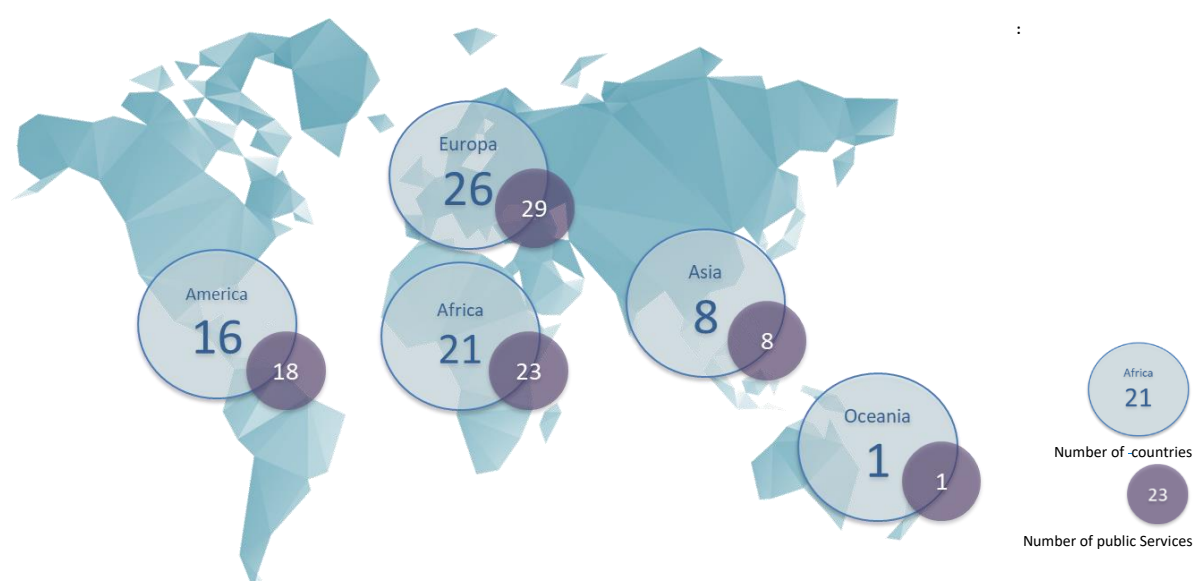 :
Europa
26
29
Asia
8
8
America
16
18
Africa
21
23
Oceania
1
1
Africa
21
Number of -countries
23
Number of public Services